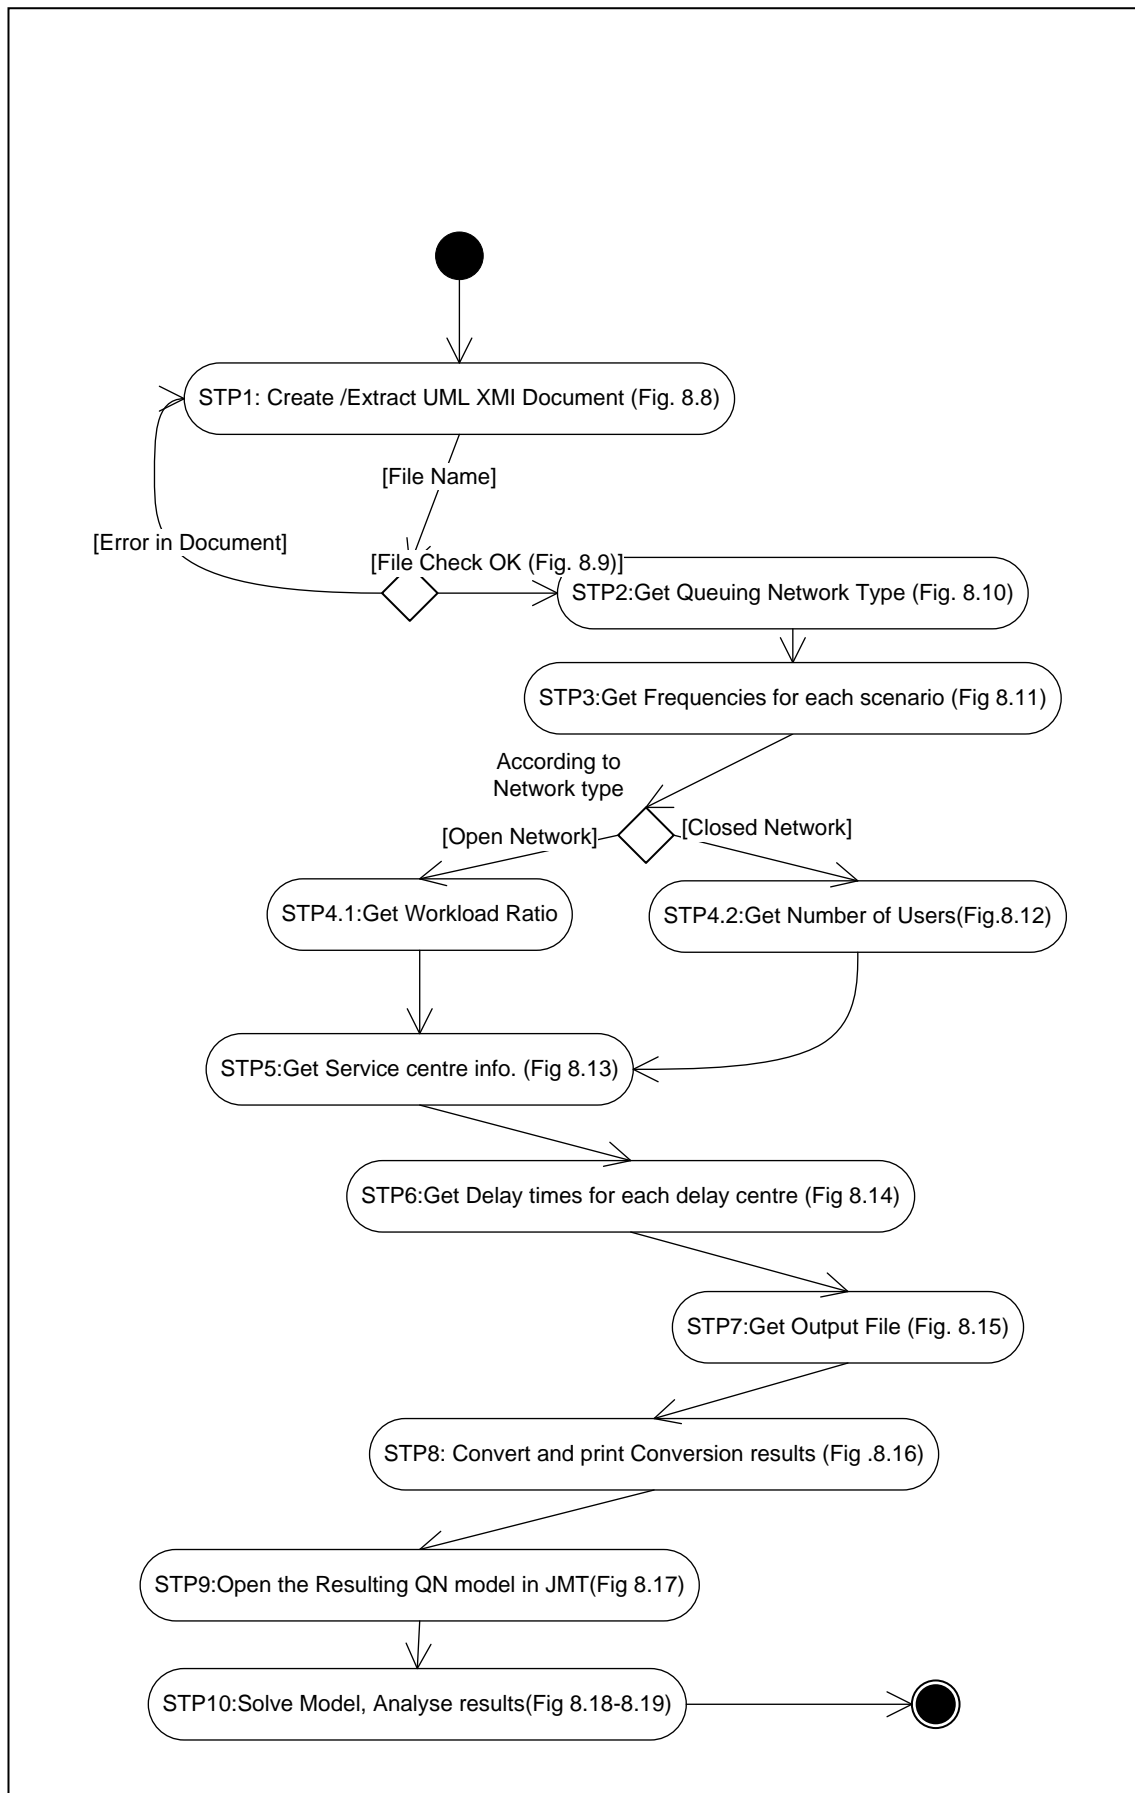 STP1: Create /Extract UML XMI Document (Fig. 8.8)
[File Name]
[Error in Document]
[File Check OK (Fig. 8.9)]
STP2:Get Queuing Network Type (Fig. 8.10)
STP3:Get Frequencies for each scenario (Fig 8.11)
According to
Network type
[Open Network]
[Closed Network]
STP4.1:Get Workload Ratio
STP4.2:Get Number of Users(Fig.8.12)
STP5:Get Service centre info. (Fig 8.13)
STP6:Get Delay times for each delay centre (Fig 8.14)
STP7:Get Output File (Fig. 8.15)
STP8: Convert and print Conversion results (Fig .8.16)
STP9:Open the Resulting QN model in JMT(Fig 8.17)
STP10:Solve Model, Analyse results(Fig 8.18-8.19)